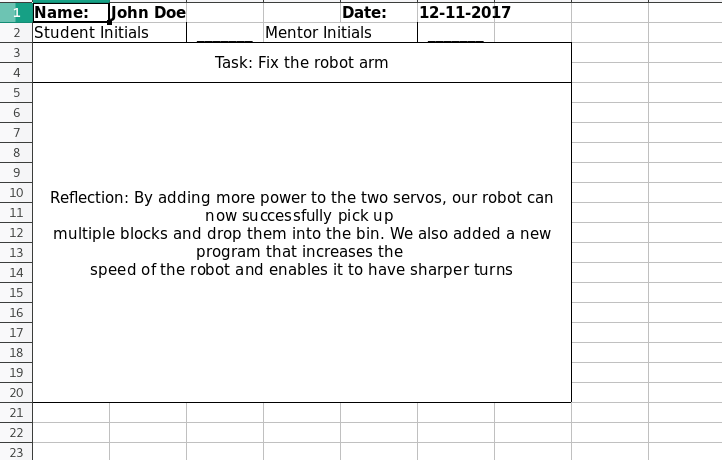 1 Name: John Doe Date: 12-11-2017
2 Student Initials _______ Mentor Initials _______
3
Task: Fix the robot arm
4
5
6
7
8
9
10 Reflection: By adding more power to the two servos, our robot can
11 now successfully pick up
12 multiple blocks and drop them into the bin. We also added a new
13 program that increases the
14 speed of the robot and enables it to have sharper turns
15
16
17
18
19
20
21
22
23